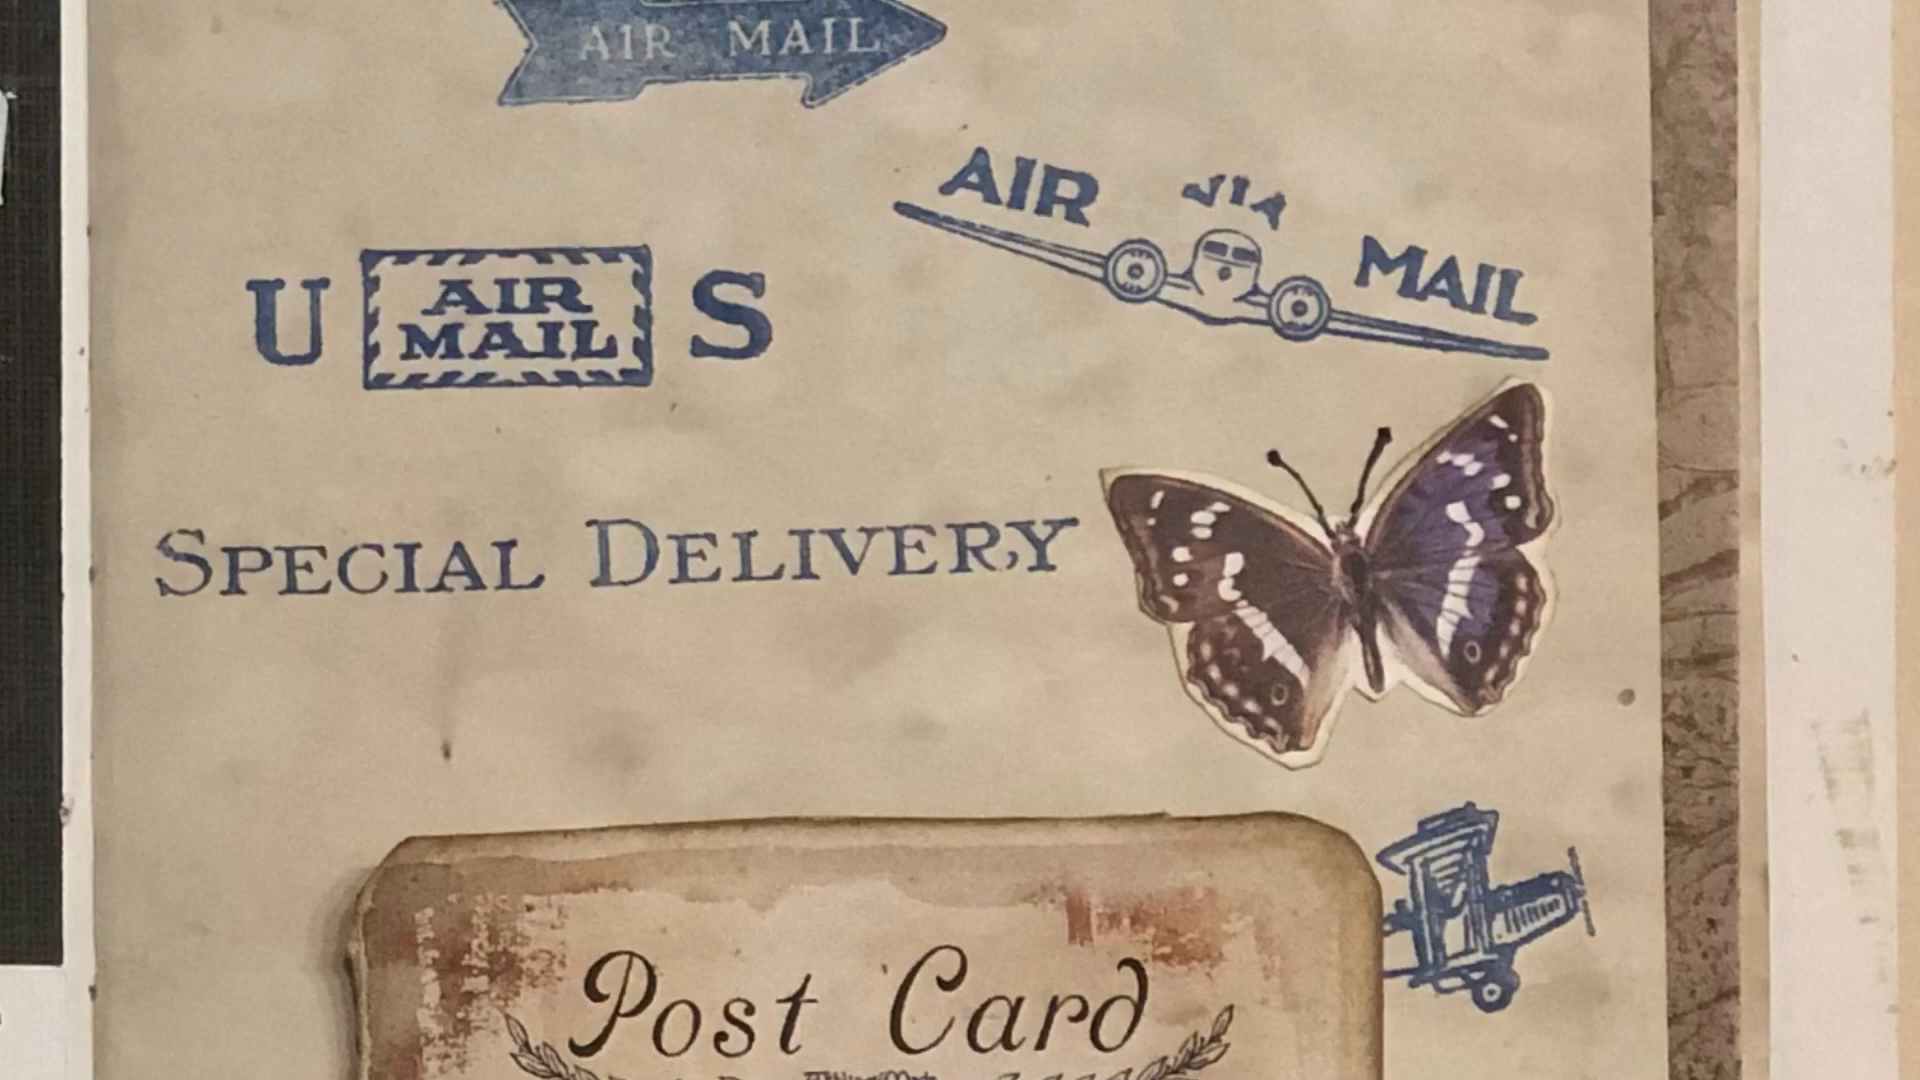 AIR MAIL
AIR VIA MAIL
U AIR MAIL S
SPECIAL DELIVERY
Post Card